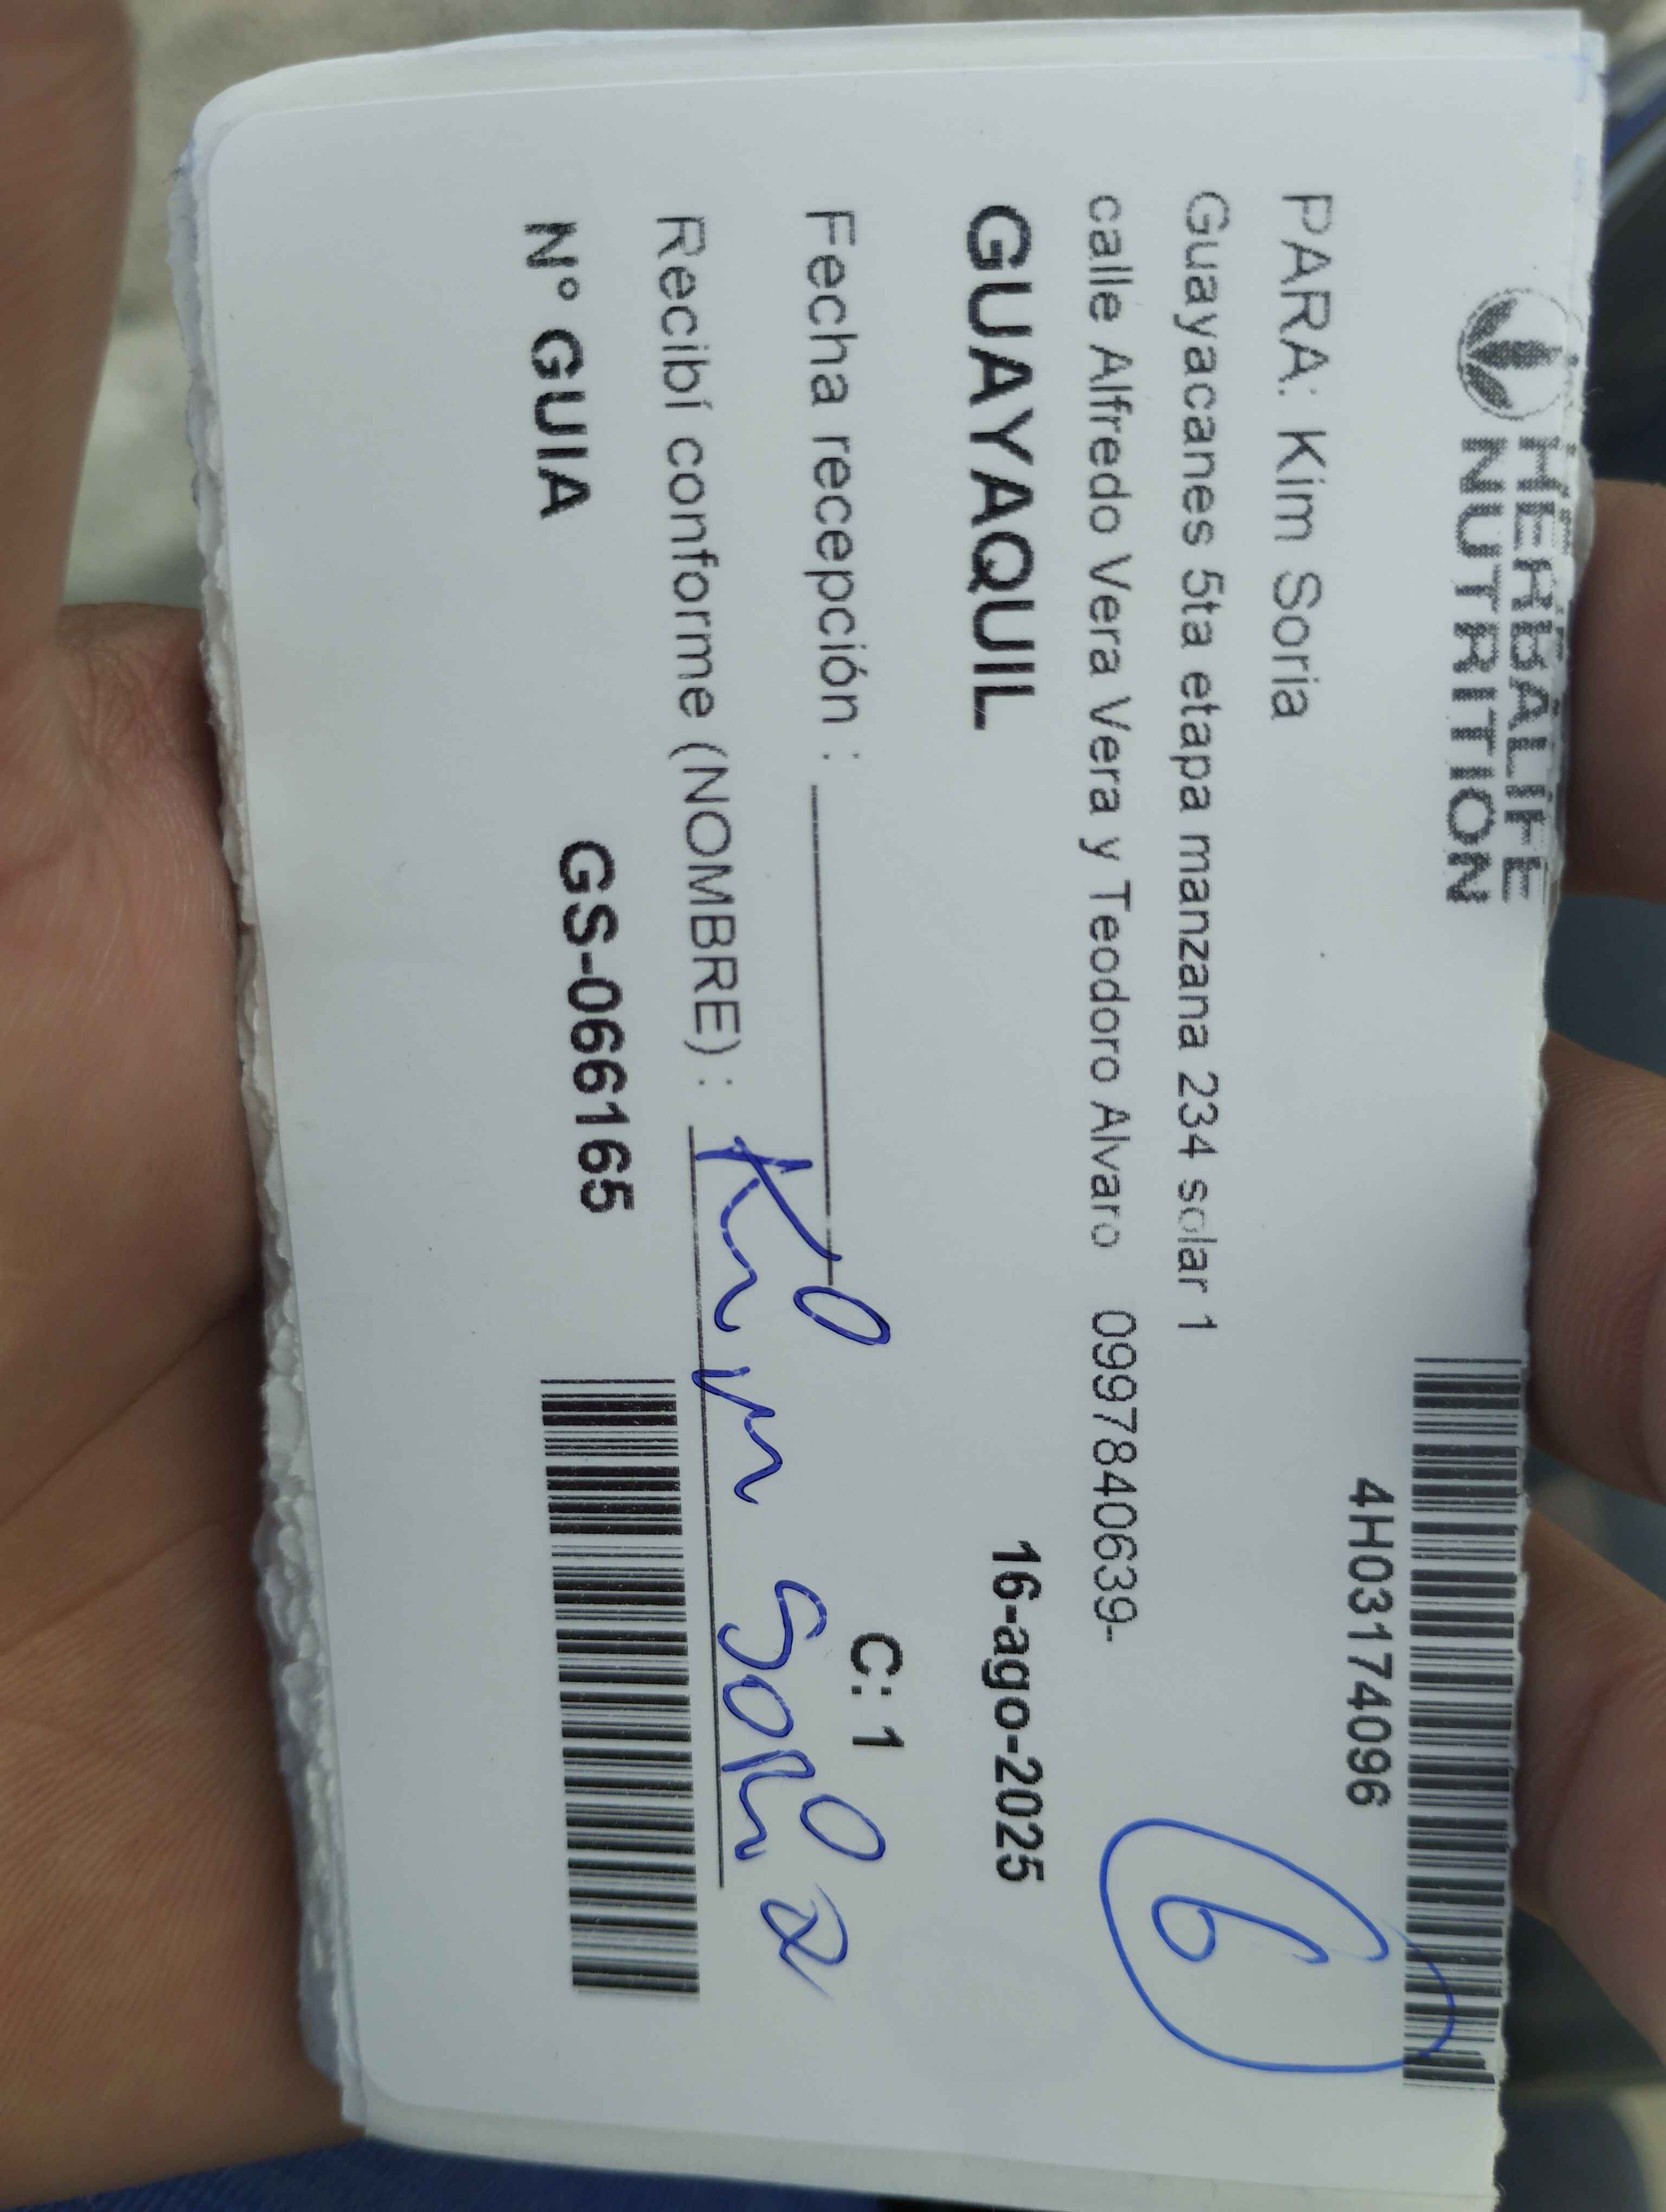 HERBALIFE
NUTRITION
4H03174096
PARA: Kim Soria
6
Guayacanes 5ta etapa manzana 234 solar 1
calle Alfredo Vera Vera y Teodoro Alvaro 0997840639-
GUAYAQUIL 16-ago-2025
Fecha recepción :
C: 1
Recibí conforme (NOMBRE) : Kim Soria
N° GUIA GS-066165